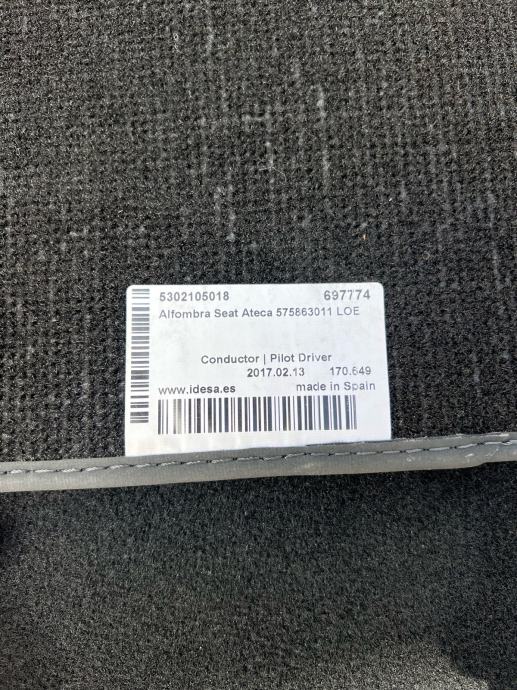 5302105018 697774
Alfombra Seat Ateca 575863011 LOE
Conductor | Pilot Driver
2017.02.13 170.649
www.idesa.es made in Spain